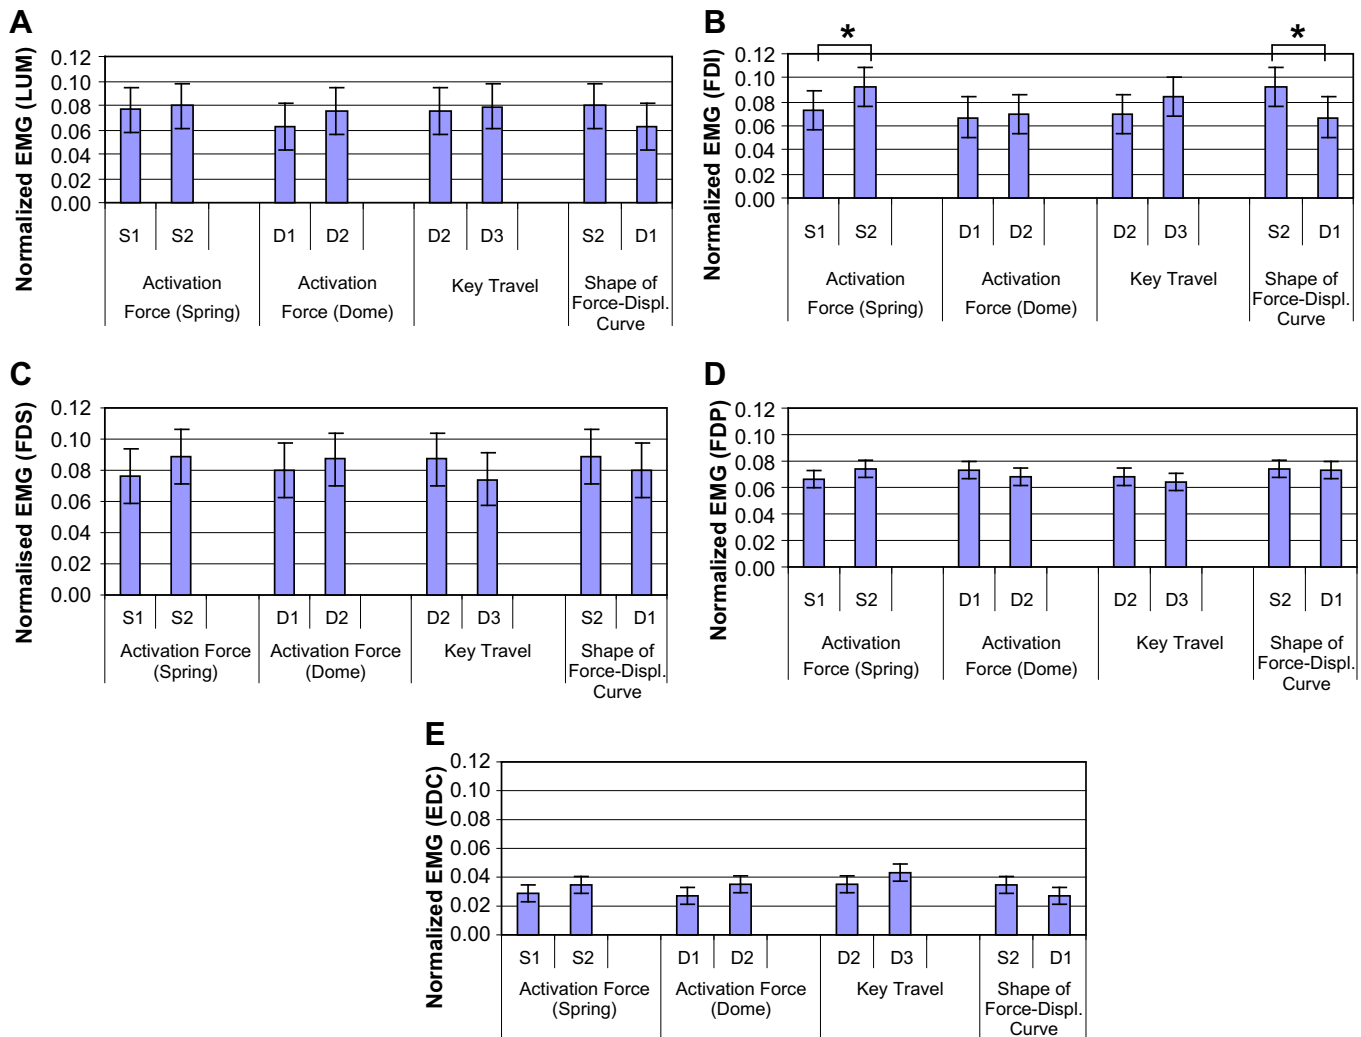 A
Normalized EMG (LUM)
0.12
0.10
0.08
0.06
0.04
0.02
0.00
S1 S2 D1 D2 D2 D3 S2 D1
Activation
Force (Spring)
Activation
Force (Dome)
Key Travel
Shape of
Force-Displ.
Curve
B
Normalized EMG (FDI)
0.12
0.10
0.08
0.06
0.04
0.02
0.00
* *
S1 S2 D1 D2 D2 D3 S2 D1
Activation
Force (Spring)
Activation
Force (Dome)
Key Travel
Shape of
Force-Displ.
Curve
C
Normalised EMG (FDS)
0.12
0.10
0.08
0.06
0.04
0.02
0.00
S1 S2 D1 D2 D2 D3 S2 D1
Activation Force
(Spring)
Activation Force
(Dome)
Key Travel
Shape of
Force-Displ.
Curve
D
Normalized EMG (FDP)
0.12
0.10
0.08
0.06
0.04
0.02
0.00
S1 S2 D1 D2 D2 D3 S2 D1
Activation
Force (Spring)
Activation
Force (Dome)
Key Travel
Shape of
Force-Displ.
Curve
E
Normalized EMG (EDC)
0.12
0.10
0.08
0.06
0.04
0.02
0.00
S1 S2 D1 D2 D2 D3 S2 D1
Activation Force
(Spring)
Activation Force
(Dome)
Key Travel
Shape of
Force-Displ.
Curve